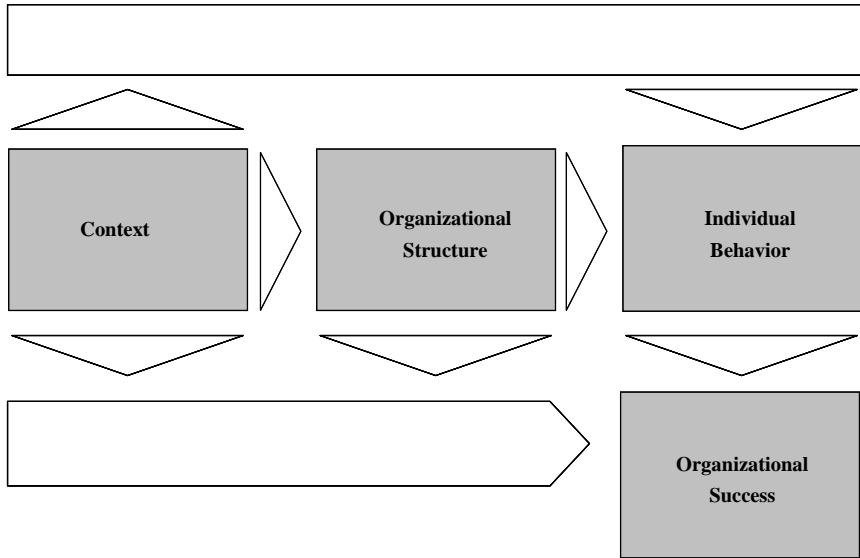 Context
Organizational
Structure
Individual
Behavior
Organizational
Success